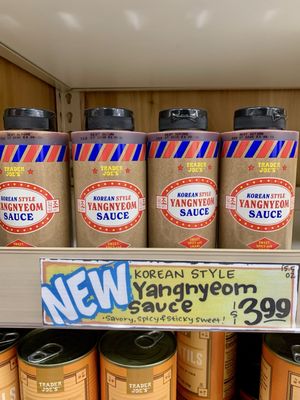 TRADER JOE'S
KOREAN STYLE
YANGNYEOM
SAUCE
TRADER JOE'S
KOREAN STYLE
YANGNYEOM
SAUCE
TRADER JOE'S
KOREAN STYLE
YANGNYEOM
SAUCE
TRADER JOE'S
KOREAN STYLE
YANGNYEOM
SAUCE
NEW
KOREAN STYLE
Yangnyeom
Sauce
•Savory, spicy & sticky sweet!
15.5
OZ
$3.99
TRADER JOE'S
TRADER JOE'S